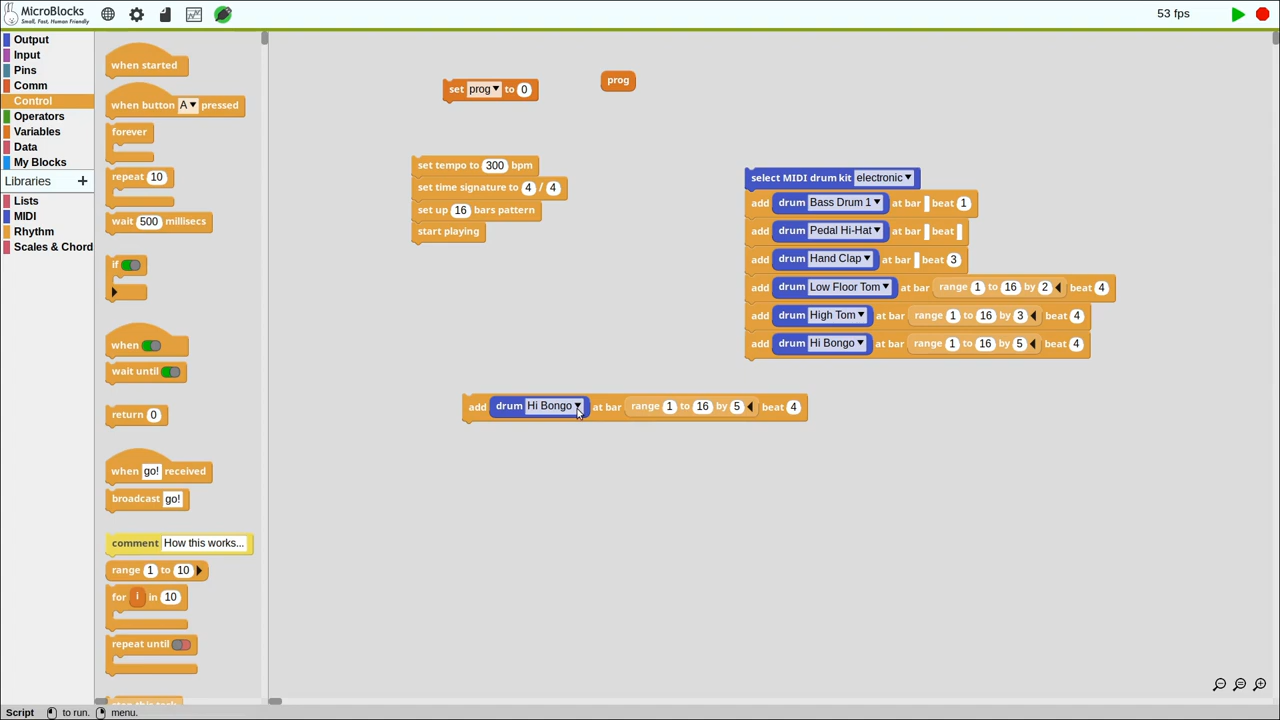 MicroBlocks
Small, Fast, Human Friendly
53 fps
Output
Input
Pins
Comm
Control
Operators
Variables
Data
My Blocks
Libraries +
Lists
MIDI
Rhythm
Scales & Chord
when started
when button A pressed
forever
repeat 10
wait 500 millisecs
if
when
wait until
return 0
when go! received
broadcast go!
comment How this works...
range 1 to 10
for i in 10
repeat until
stop this task
set prog to 0
prog
set tempo to 300 bpm
set time signature to 4 / 4
set up 16 bars pattern
start playing
select MIDI drum kit electronic
add drum Bass Drum 1 at bar beat 1
add drum Pedal Hi-Hat at bar beat
add drum Hand Clap at bar beat 3
add drum Low Floor Tom at bar range 1 to 16 by 2 beat 4
add drum High Tom at bar range 1 to 16 by 3 beat 4
add drum Hi Bongo at bar range 1 to 16 by 5 beat 4
add drum Hi Bongo at bar range 1 to 16 by 5 beat 4
Script to run. menu.